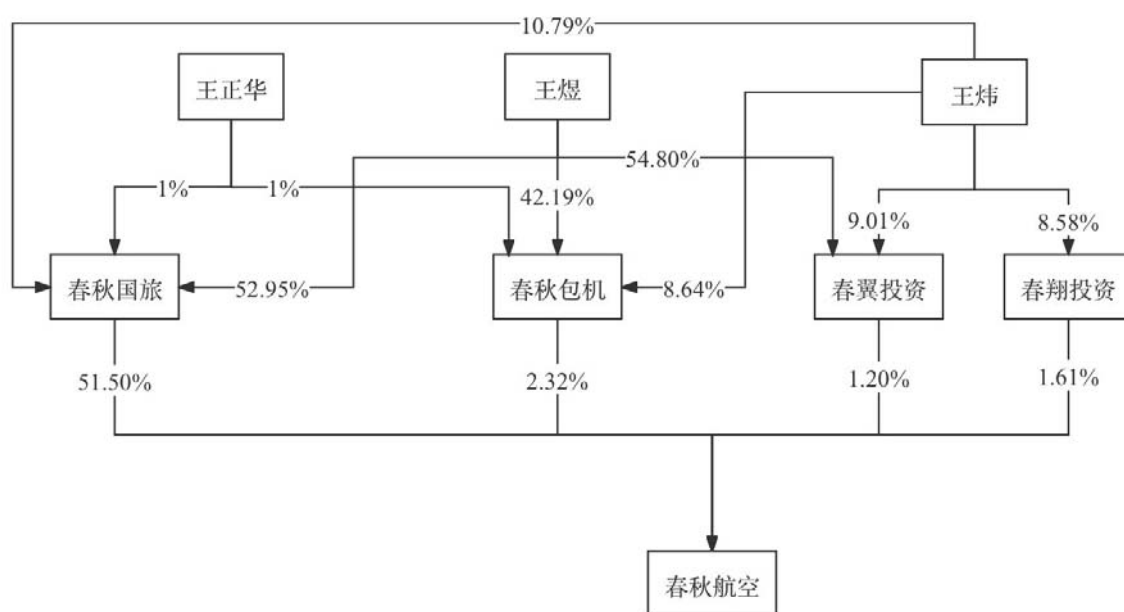 10.79%
王正华
王煜
王炜
54.80%
1%
1%
42.19%
9.01%
8.58%
春秋国旅
52.95%
春秋包机
8.64%
春翼投资
春翔投资
51.50%
2.32%
1.20%
1.61%
春秋航空